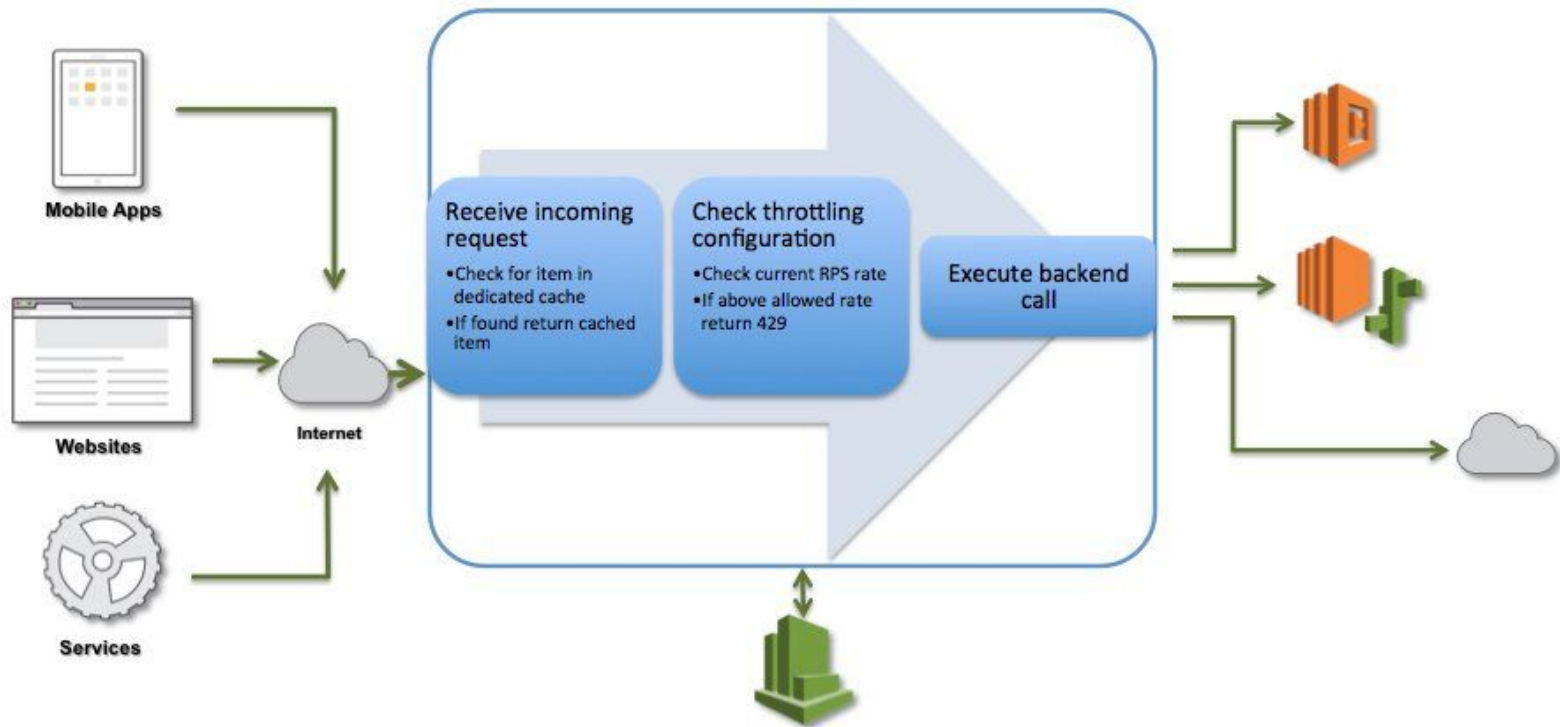 Mobile Apps
Websites
Services
Internet
Receive incoming
request
•Check for item in
dedicated cache
•If found return cached
item
Check throttling
configuration
•Check current RPS rate
•If above allowed rate
return 429
Execute backend
call